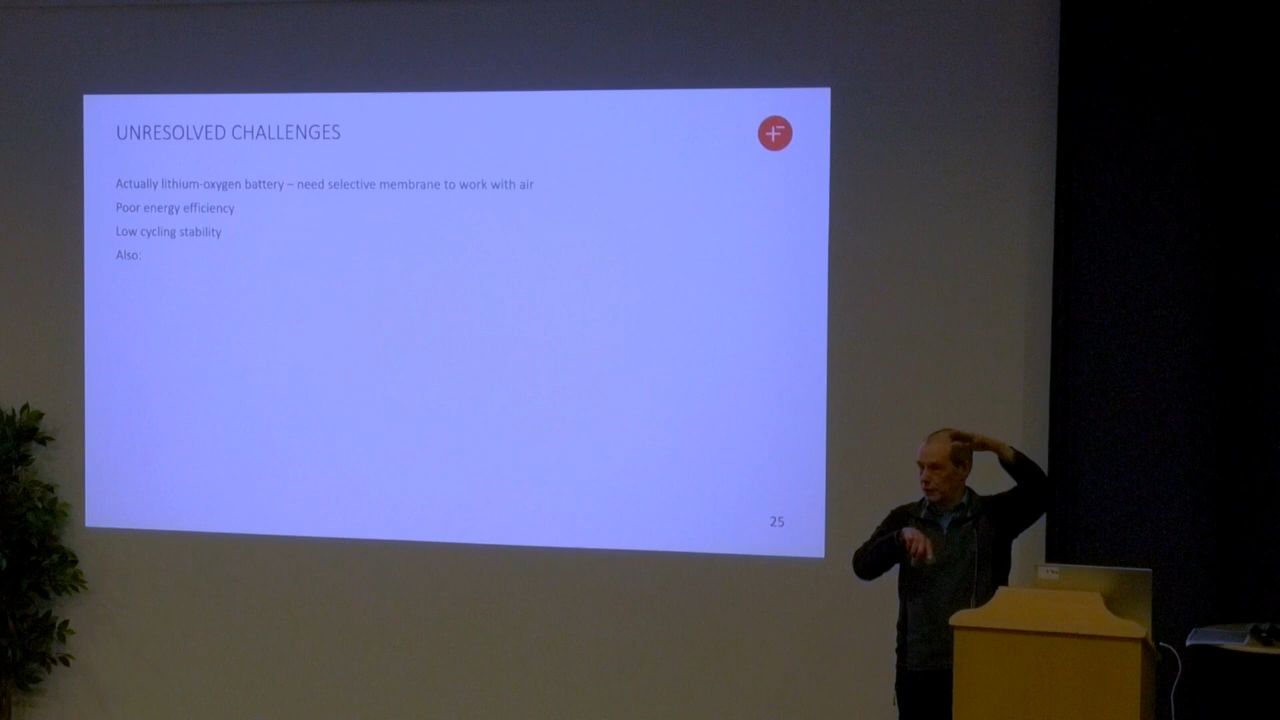 UNRESOLVED CHALLENGES
Actually lithium-oxygen battery – need selective membrane to work with air
Poor energy efficiency
Low cycling stability
Also:
25